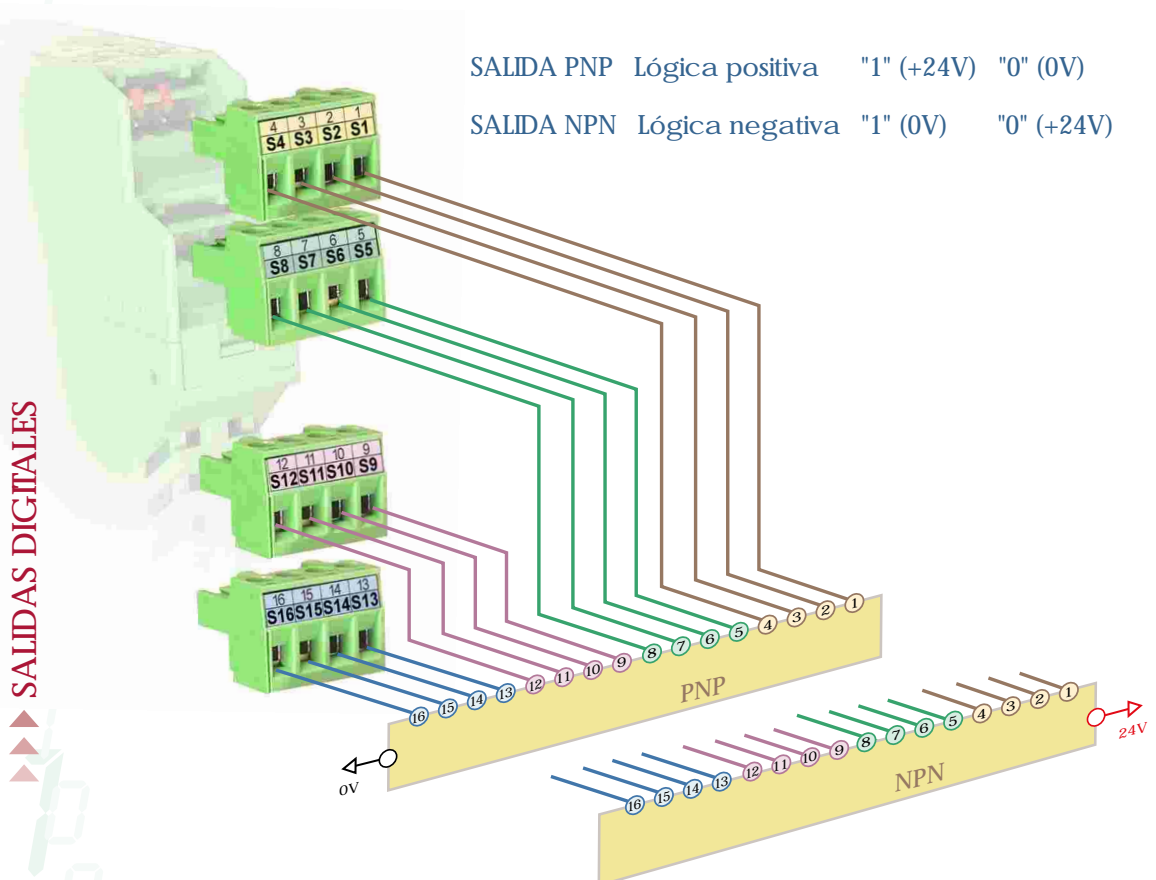 SALIDA PNP Lógica positiva "1" (+24V) "0" (0V)
SALIDA NPN Lógica negativa "1" (0V) "0" (+24V)
4 3 2 1
S4 S3 S2 S1
8 7 6 5
S8 S7 S6 S5
12 11 10 9
S12 S11 S10 S9
16 15 14 13
S16 S15 S14 S13
SALIDAS DIGITALES
16 15 14 13 12 11 10 9 8 7 6 5 4 3 2 1
PNP
0V
16 15 14 13 12 11 10 9 8 7 6 5 4 3 2 1
NPN
24V